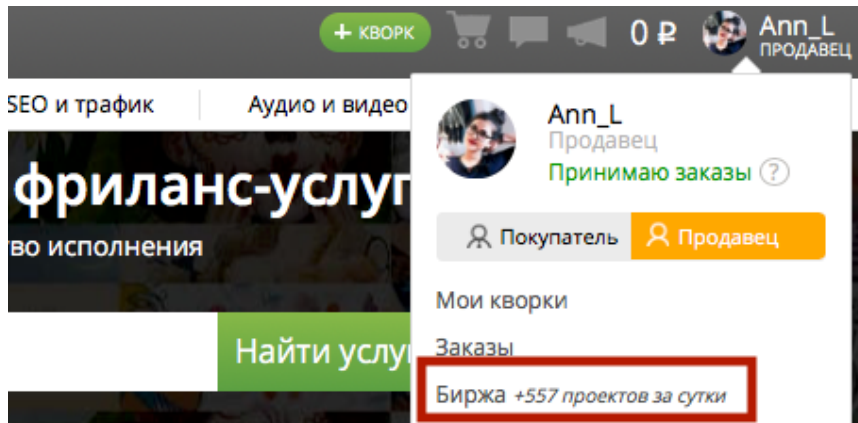 + КВОРК 0 ₽ Ann_L
ПРОДАВЕЦ
SEO и трафик Аудио и видео
Ann_L
Продавец
Принимаю заказы ?
фриланс-услуг
во исполнения
Покупатель Продавец
Мои кворки
Найти услу
Заказы
Биржа +557 проектов за сутки